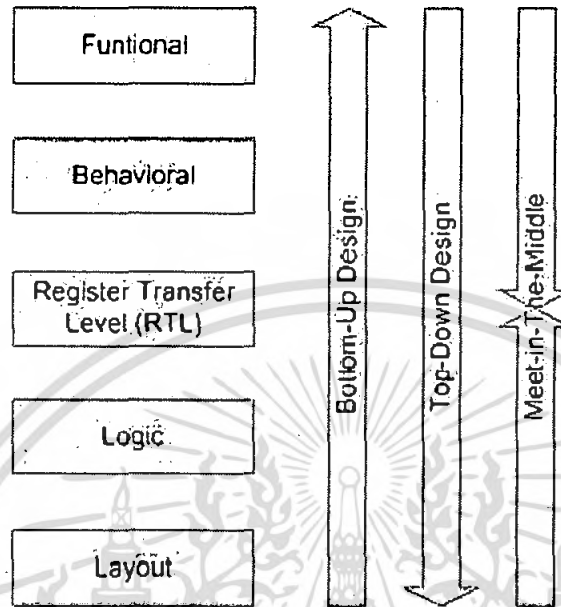 Funtional
Behavioral
Register Transfer
Level (RTL)
Logic
Layout
Bottom-Up Design
Top-Down Design
Meet-in-The-Middle